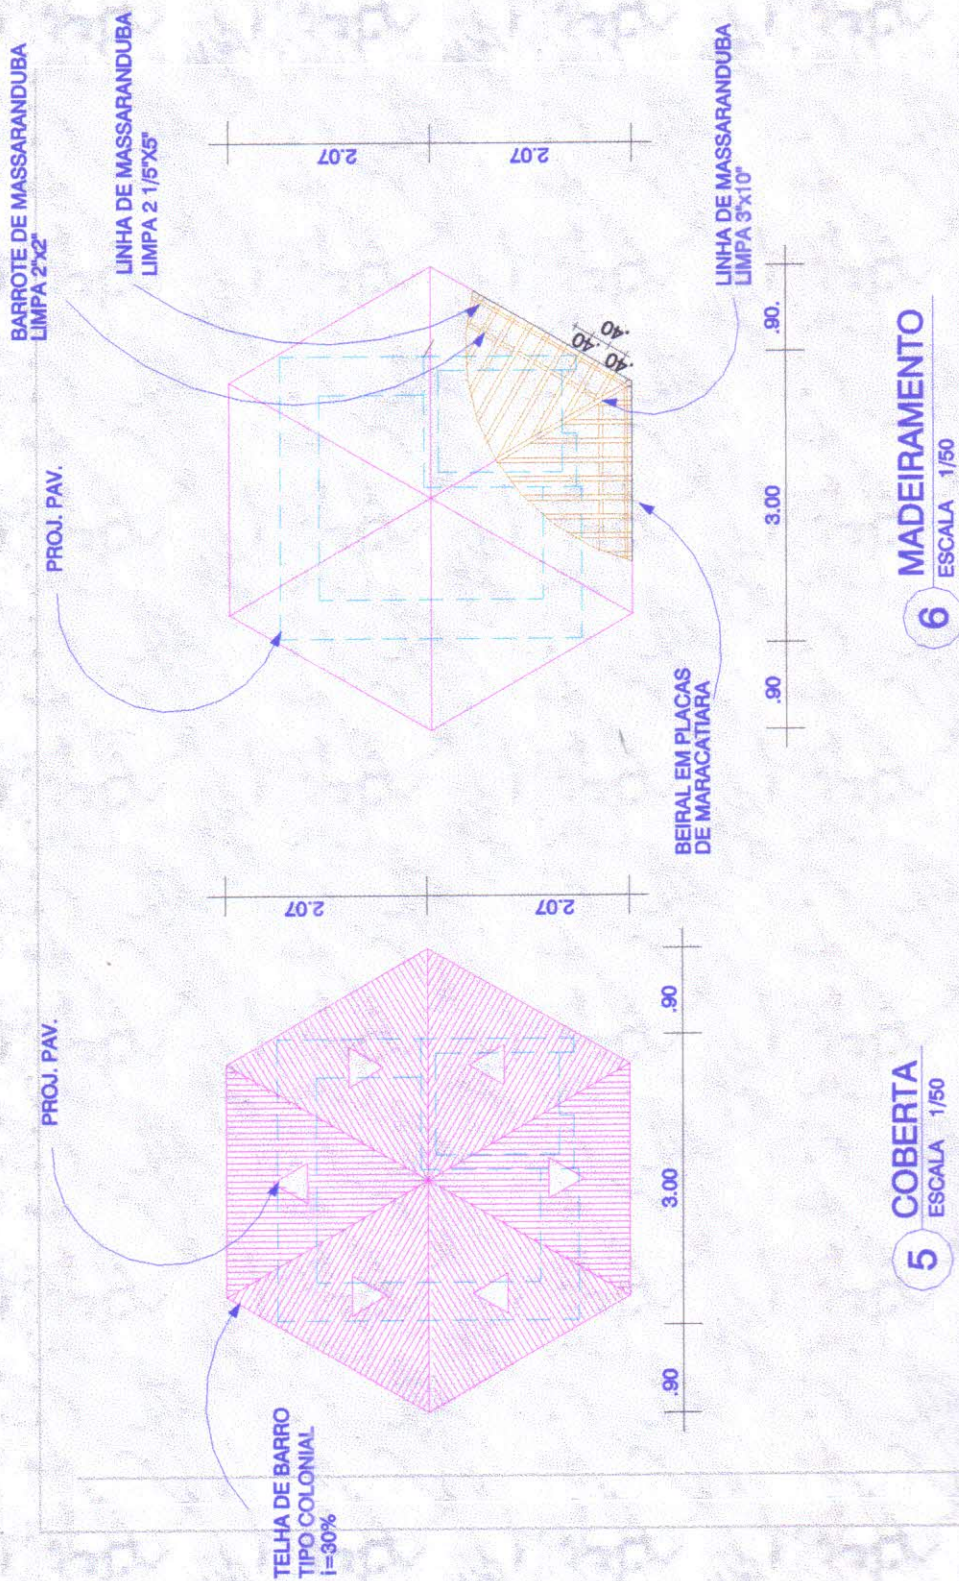 PROJ. PAV.
TELHA DE BARRO
TIPO COLONIAL
i=30%
2.07
2.07
.90
3.00
.90
5
COBERTA
ESCALA 1/50
BARROTE DE MASSARANDUBA
LIMPA 2"x2"
LINHA DE MASSARANDUBA
LIMPA 2 1/5"X5"
PROJ. PAV.
2.07
2.07
.40
.40
.40
.40
LINHA DE MASSARANDUBA
LIMPA 3"x10"
BEIRAL EM PLACAS
DE MARACATIARA
.90
3.00
.90.
6
MADEIRAMENTO
ESCALA 1/50